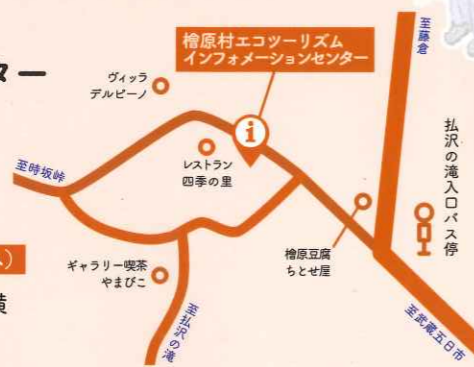 ター
檜原村エコツーリズム
インフォメーションセンター
至藤倉
ヴィッラ
デルピーノ
i
レストラン
四季の里
払沢の滝入口バス停
至時坂峠
檜原豆腐
ちとせ屋
ギャラリー喫茶
やまびこ
至払沢の滝
至武蔵五日市